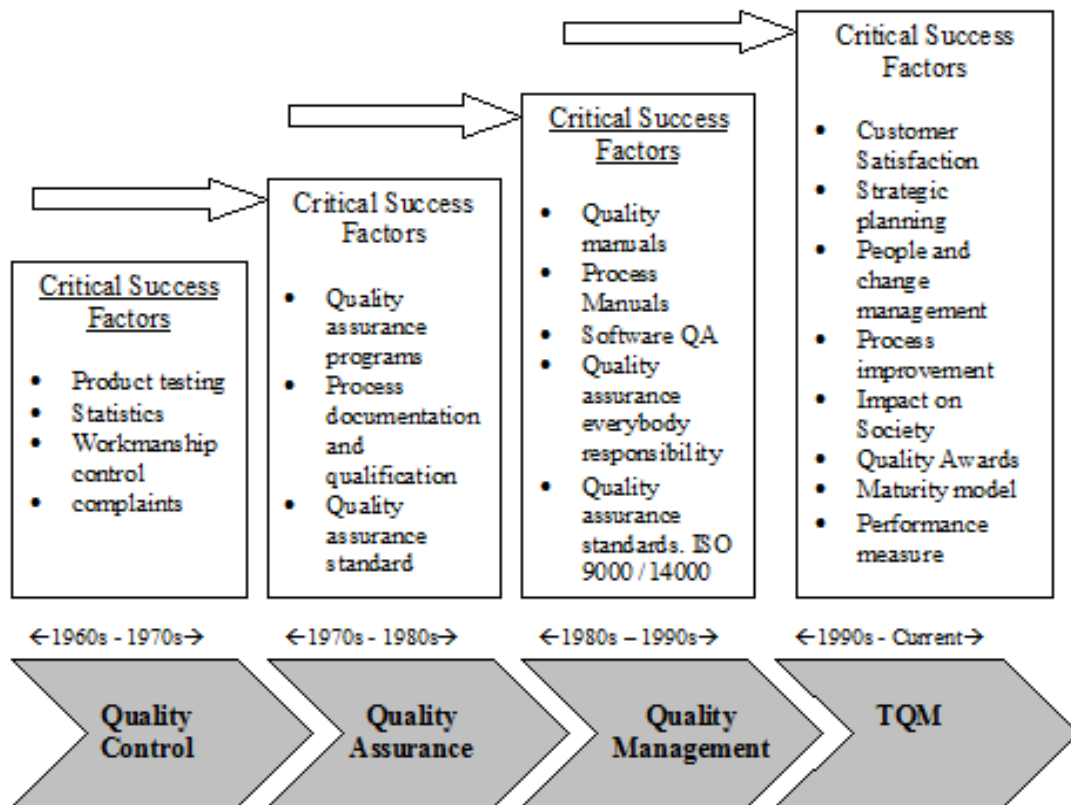 Critical Success
Factors
• Product testing
• Statistics
• Workmanship
control
• complaints
Critical Success
Factors
• Quality
assurance
programs
• Process
documentation
and
qualification
• Quality
assurance
standard
Critical Success
Factors
• Quality
manuals
• Process
Manuals
• Software QA
• Quality
assurance
everybody
responsibility
• Quality
assurance
standards. ISO
9000 / 14000
Critical Success
Factors
• Customer
Satisfaction
• Strategic
planning
• People and
change
management
• Process
improvement
• Impact on
Society
• Quality Awards
• Maturity model
• Performance
measure
←1960s - 1970s→
←1970s - 1980s→
←1980s – 1990s→
←1990s - Current→
Quality
Control
Quality
Assurance
Quality
Management
TQM